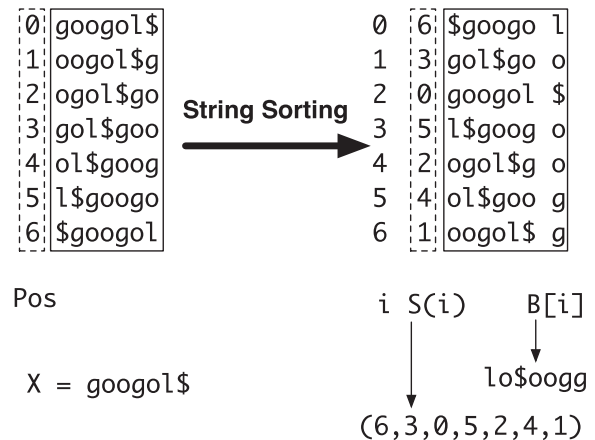 0 googol$ 0 6 $googo l
1 oogol$g 1 3 gol$go o
2 ogol$go 2 0 googol $
String Sorting
3 gol$goo 3 5 l$goog o
4 ol$goog 4 2 ogol$g o
5 l$googo 5 4 ol$goo g
6 $googol 6 1 oogol$ g
Pos i S(i) B[i]
X = googol$ lo$oogg
(6,3,0,5,2,4,1)